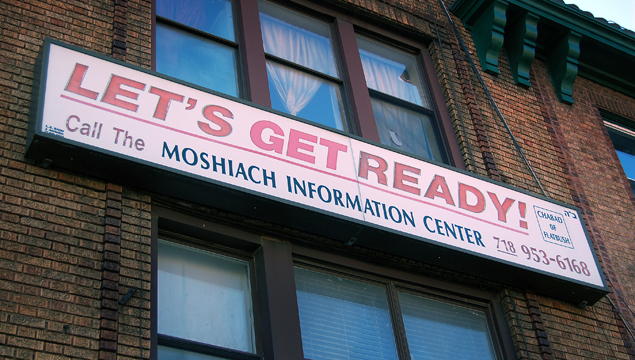 LET'S GET READY!
Call The MOSHIACH INFORMATION CENTER 718 953-6168
ב"ה
CHABAD
OF
FLATBUSH